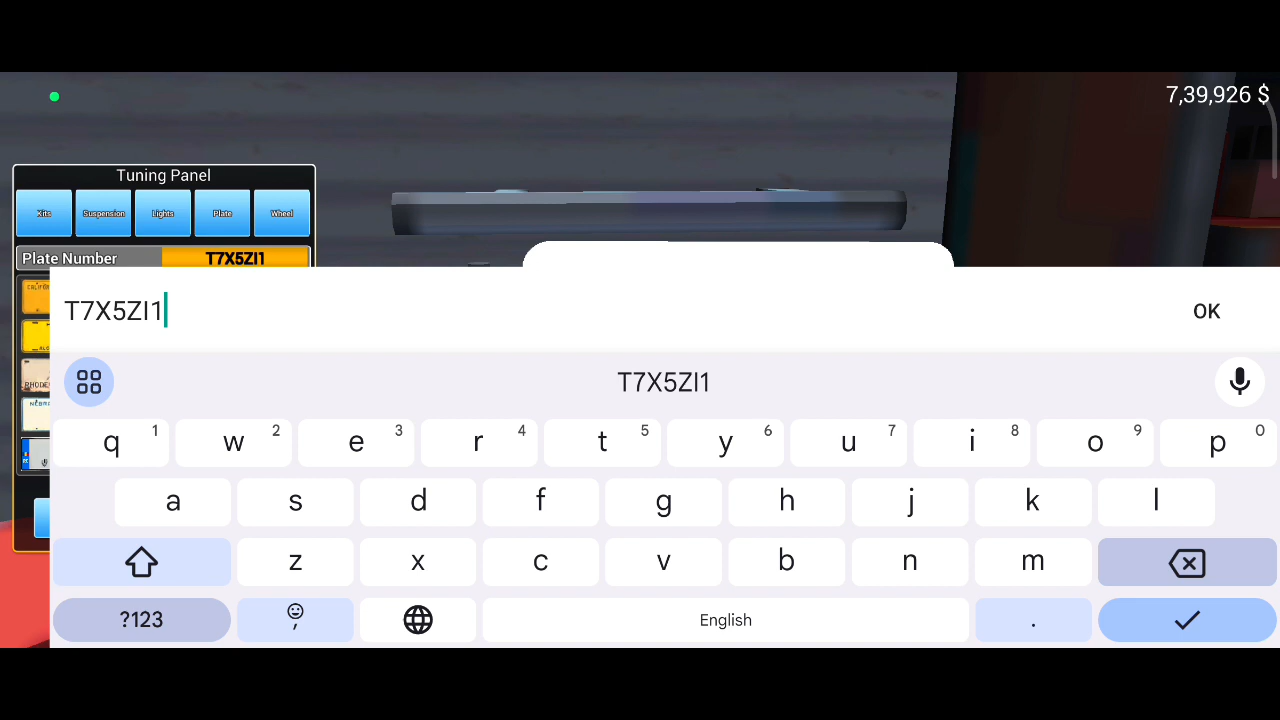 7,39,926 $
Tuning Panel
Kits Suspension Lights Plate Wheel
Plate Number T7X5ZI1
T7X5ZI1 OK
T7X5ZI1
q 1 w 2 e 3 r 4 t 5 y 6 u 7 i 8 o 9 p 0
a s d f g h j k l
z x c v b n m
?123 , English .